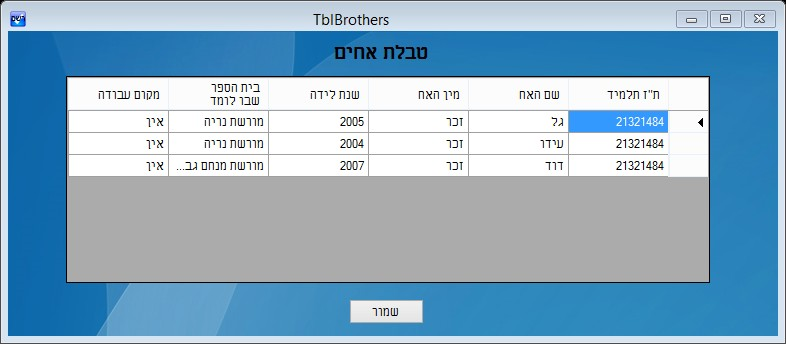 TblBrothers
טבלת אחים
ת"ז תלמיד שם האח מין האח שנת לידה בית הספר שבו לומד מקום עבודה
21321484 גל זכר 2005 מורשת נריה אין
21321484 עידו זכר 2004 מורשת נריה אין
21321484 דוד זכר 2007 מורשת מנחם גב... אין
שמור